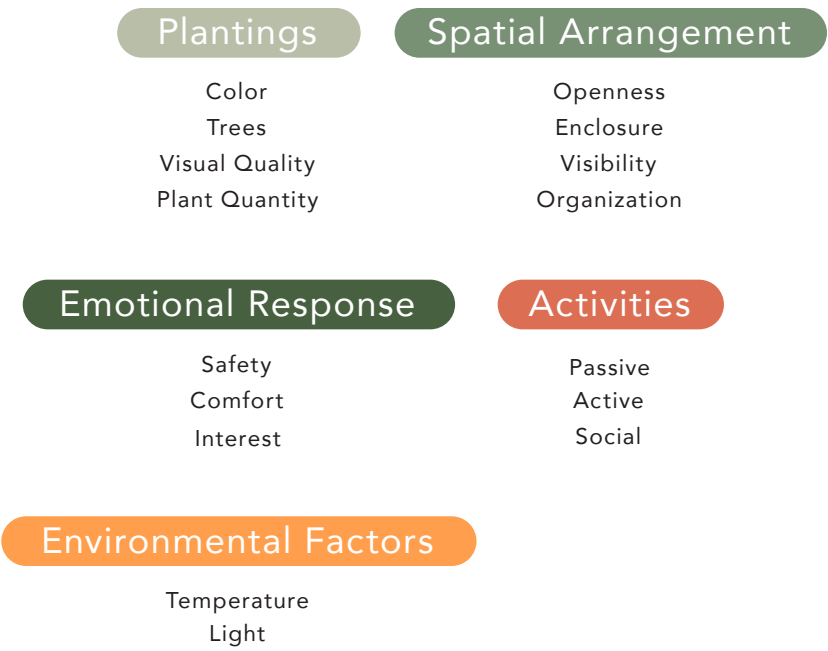 Plantings
Color
Trees
Visual Quality
Plant Quantity
Spatial Arrangement
Openness
Enclosure
Visibility
Organization
Emotional Response
Safety
Comfort
Interest
Activities
Passive
Active
Social
Environmental Factors
Temperature
Light